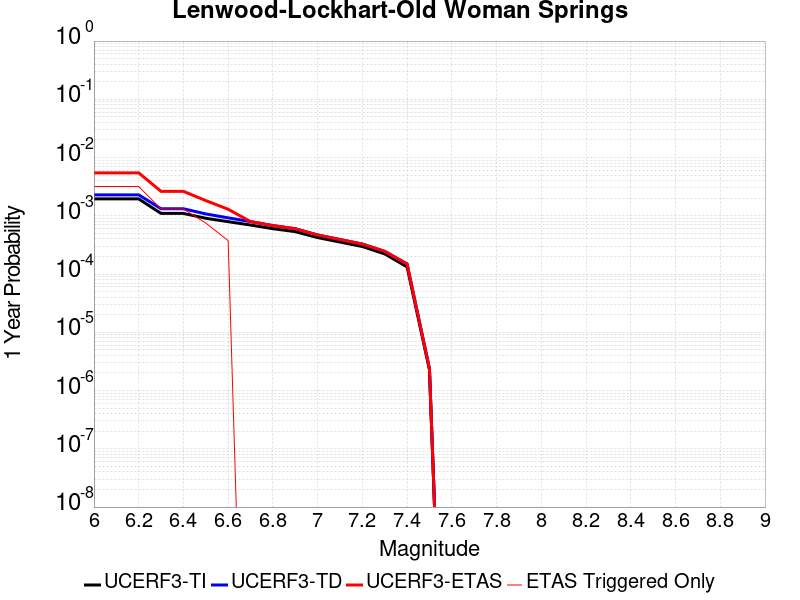 Lenwood-Lockhart-Old Woman Springs
10^0
10^-1
10^-2
10^-3
10^-4
10^-5
10^-6
10^-7
10^-8
1 Year Probability
6 6.2 6.4 6.6 6.8 7 7.2 7.4 7.6 7.8 8 8.2 8.4 8.6 8.8 9
Magnitude
UCERF3-TI UCERF3-TD UCERF3-ETAS ETAS Triggered Only